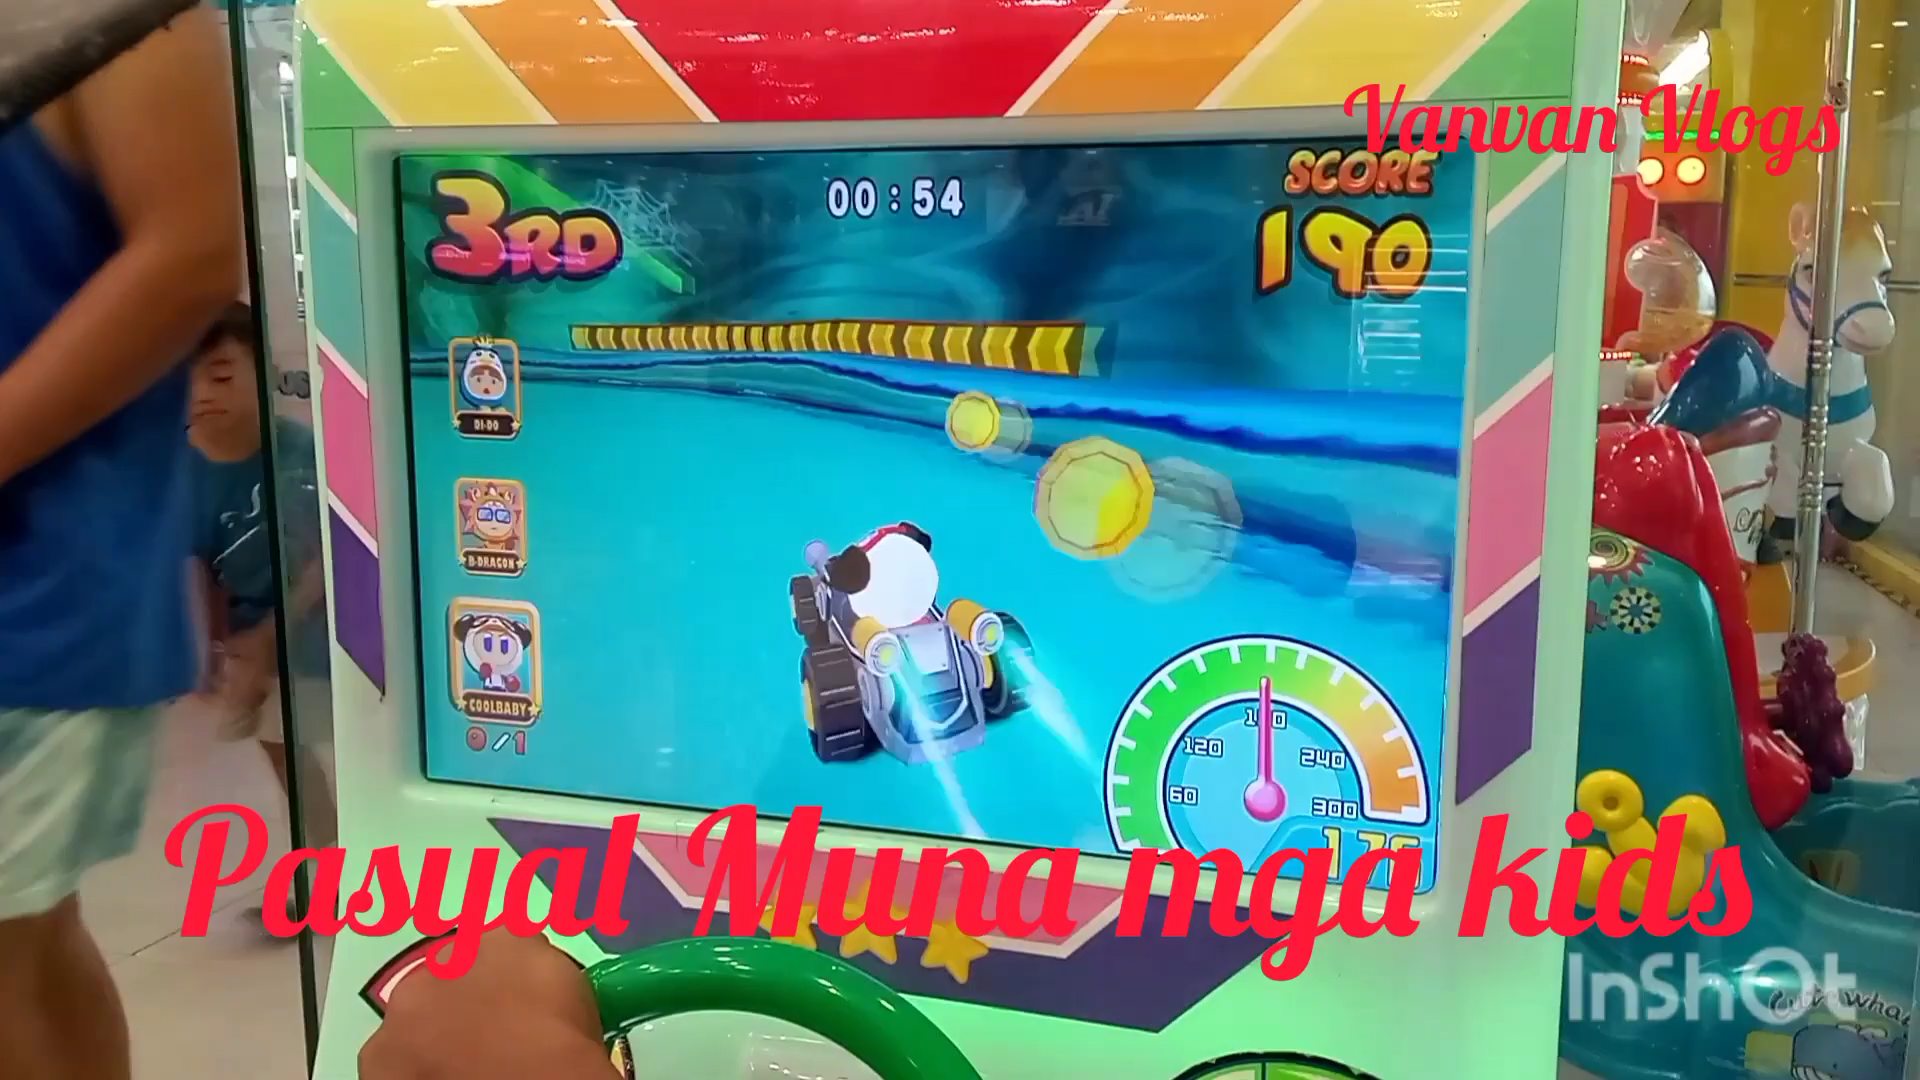 Vanvan Vlogs
3RD
00:54
SCORE
190
DI-DO
B-DRAGON
COOLBABY
0/1
120
180
240
60
300
Pasyal Muna mga kids
InShOt